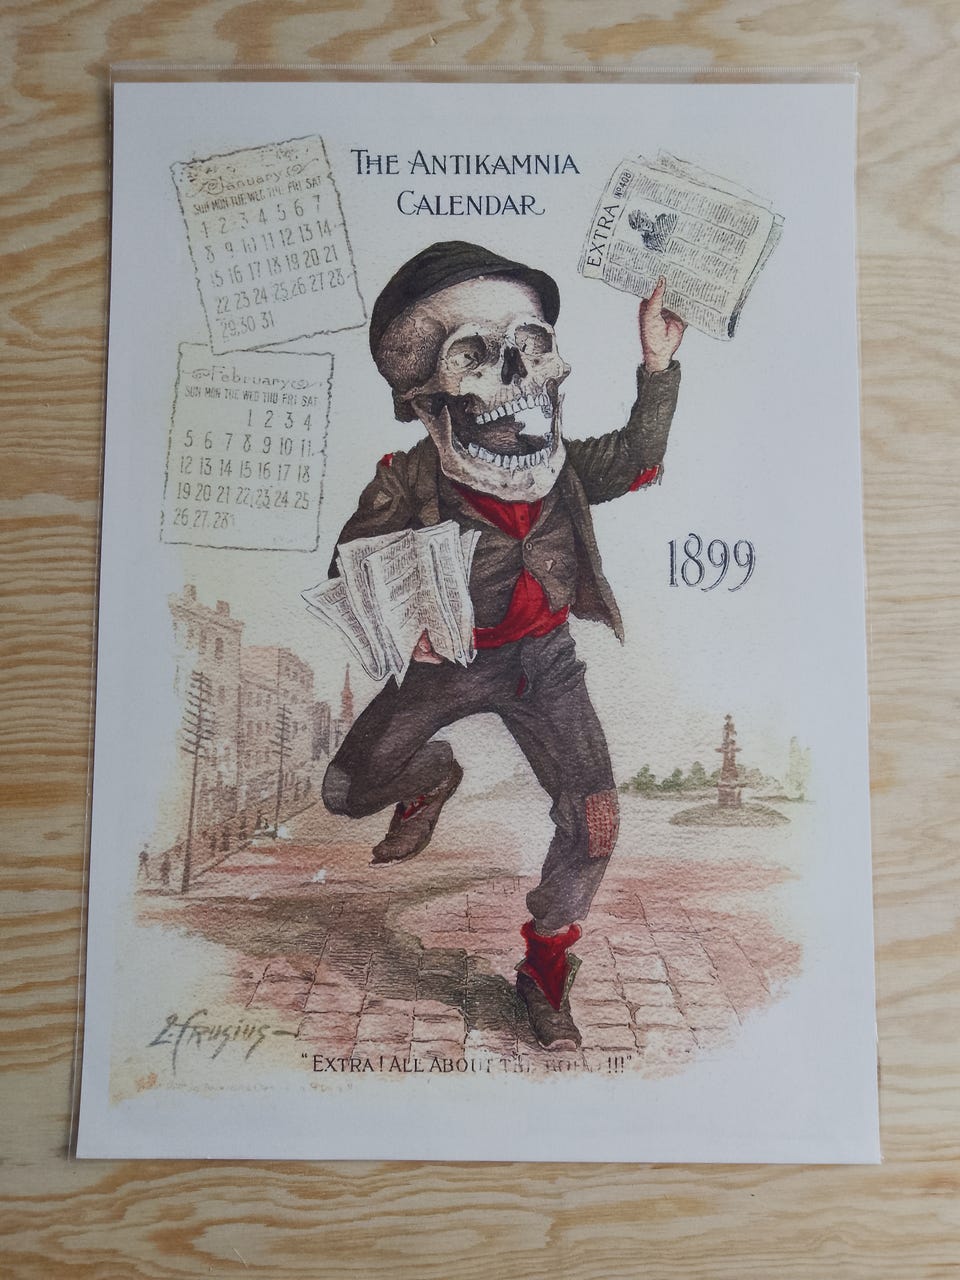 THE ANTIKAMNIA
CALENDAR
January
SUN MON TUE WED THU FRI SAT
1 2 3 4 5 6 7
8 9 10 11 12 13 14
15 16 17 18 19 20 21
22 23 24 25 26 27 28
29 30 31
EXTRA
No 408
February
SUN MON TUE WED THU FRI SAT
1 2 3 4
5 6 7 8 9 10 11
12 13 14 15 16 17 18
19 20 21 22 23 24 25
26 27 28
1899
L. Crusius
"EXTRA! ALL ABOUT THE !!!"